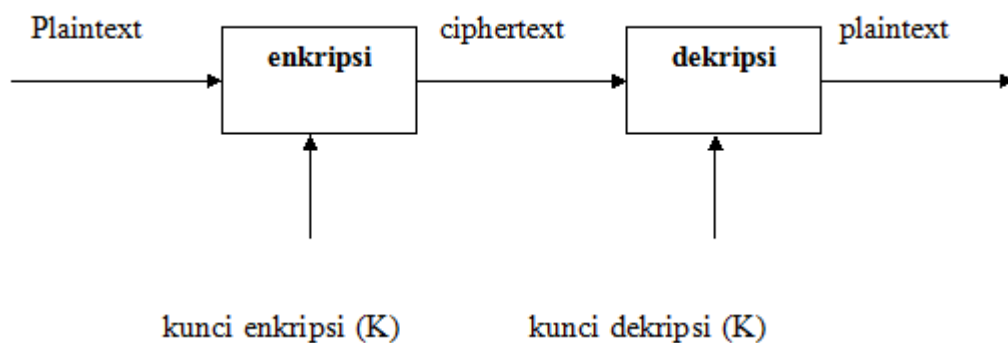 Plaintext
ciphertext
plaintext
enkripsi
dekripsi
kunci enkripsi (K)
kunci dekripsi (K)